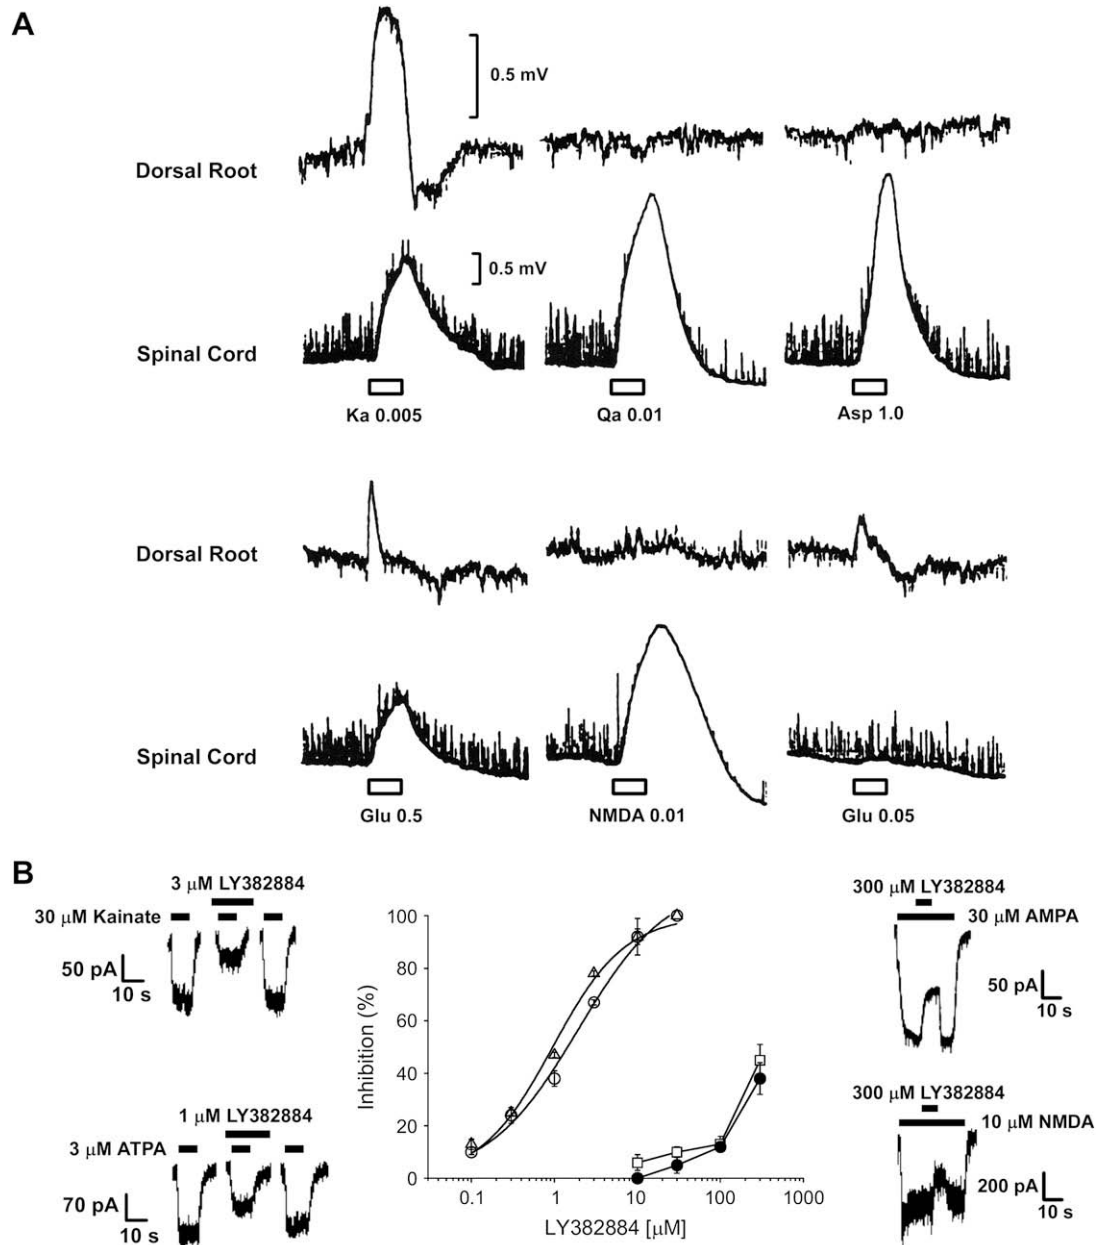 A
0.5 mV
Dorsal Root
0.5 mV
Spinal Cord
Ka 0.005
Qa 0.01
Asp 1.0
Dorsal Root
Spinal Cord
Glu 0.5
NMDA 0.01
Glu 0.05
B
3 μM LY382884
30 μM Kainate
50 pA
10 s
1 μM LY382884
3 μM ATPA
70 pA
10 s
Inhibition (%)
100
80
60
40
20
0
0.1
1
10
100
1000
LY382884 [μM]
300 μM LY382884
30 μM AMPA
50 pA
10 s
300 μM LY382884
10 μM NMDA
200 pA
10 s